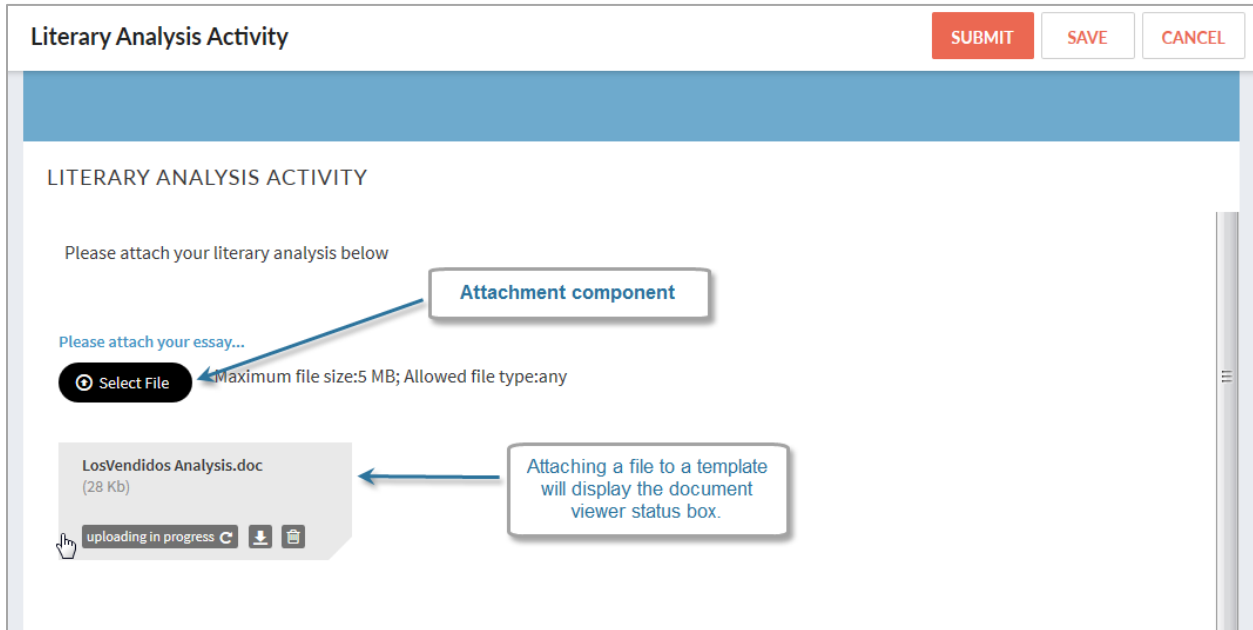 Literary Analysis Activity
SUBMIT
SAVE
CANCEL
LITERARY ANALYSIS ACTIVITY
Please attach your literary analysis below
Attachment component
Please attach your essay...
Select File
Maximum file size:5 MB; Allowed file type:any
LosVendidos Analysis.doc
(28 Kb)
uploading in progress
Attaching a file to a template
will display the document
viewer status box.